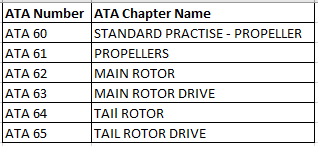 ATA Number ATA Chapter Name
ATA 60 STANDARD PRACTISE - PROPELLER
ATA 61 PROPELLERS
ATA 62 MAIN ROTOR
ATA 63 MAIN ROTOR DRIVE
ATA 64 TAIl ROTOR
ATA 65 TAIL ROTOR DRIVE